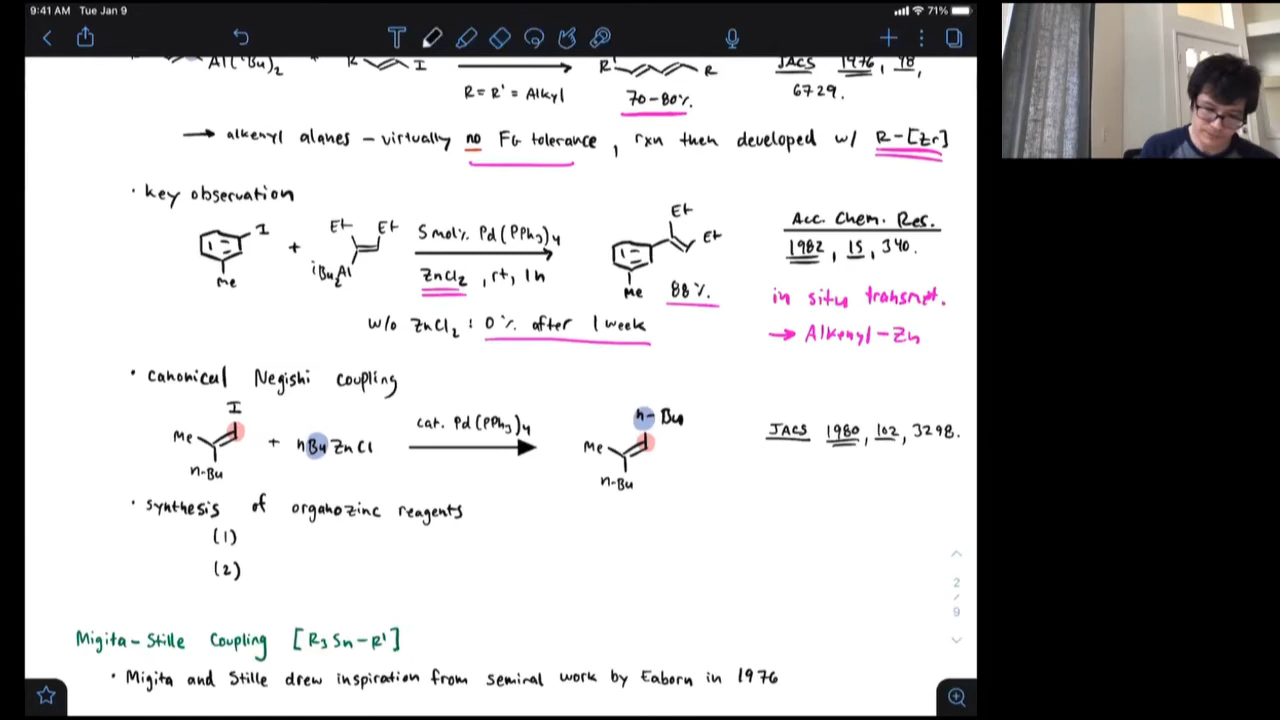 9:41 AM Tue Jan 9
71%
Al(iBu)2 + R I
R' R
JACS 1976, 98,
6729.
R = R' = Alkyl
70-80%
→ alkenyl alanes - virtually no FG tolerance, rxn then developed w/ R-[Zr]
• key observation
I
Me
+
Et Et
iBu2Al
5 mol% Pd(PPh3)4
ZnCl2, rt, 1h
Et
Et
Me
88%.
Acc. Chem. Res.
1982, 15, 340.
in situ transmet.
→ Alkenyl-Zn
w/o ZnCl2: 0% after 1 week
• canonical Negishi coupling
I
Me
n-Bu
+ nBuZnCl
cat. Pd(PPh3)4
n-Bu
Me
n-Bu
JACS 1980, 102, 3298.
• synthesis of organozinc reagents
(1)
(2)
2
/
9
Migita-Stille Coupling [R3Sn-R']
• Migita and Stille drew inspiration from seminal work by Eaborn in 1976